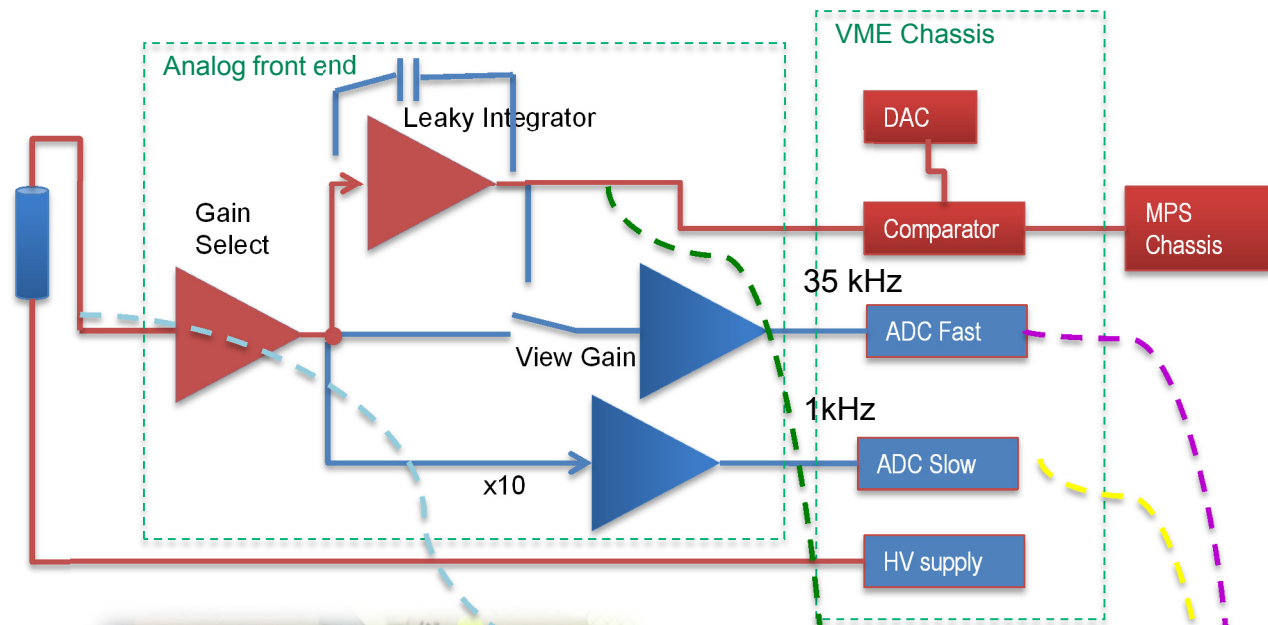 VME Chassis
Analog front end
DAC
Leaky Integrator
Gain
Select
Comparator
MPS
Chassis
35 kHz
ADC Fast
View Gain
1kHz
ADC Slow
x10
HV supply